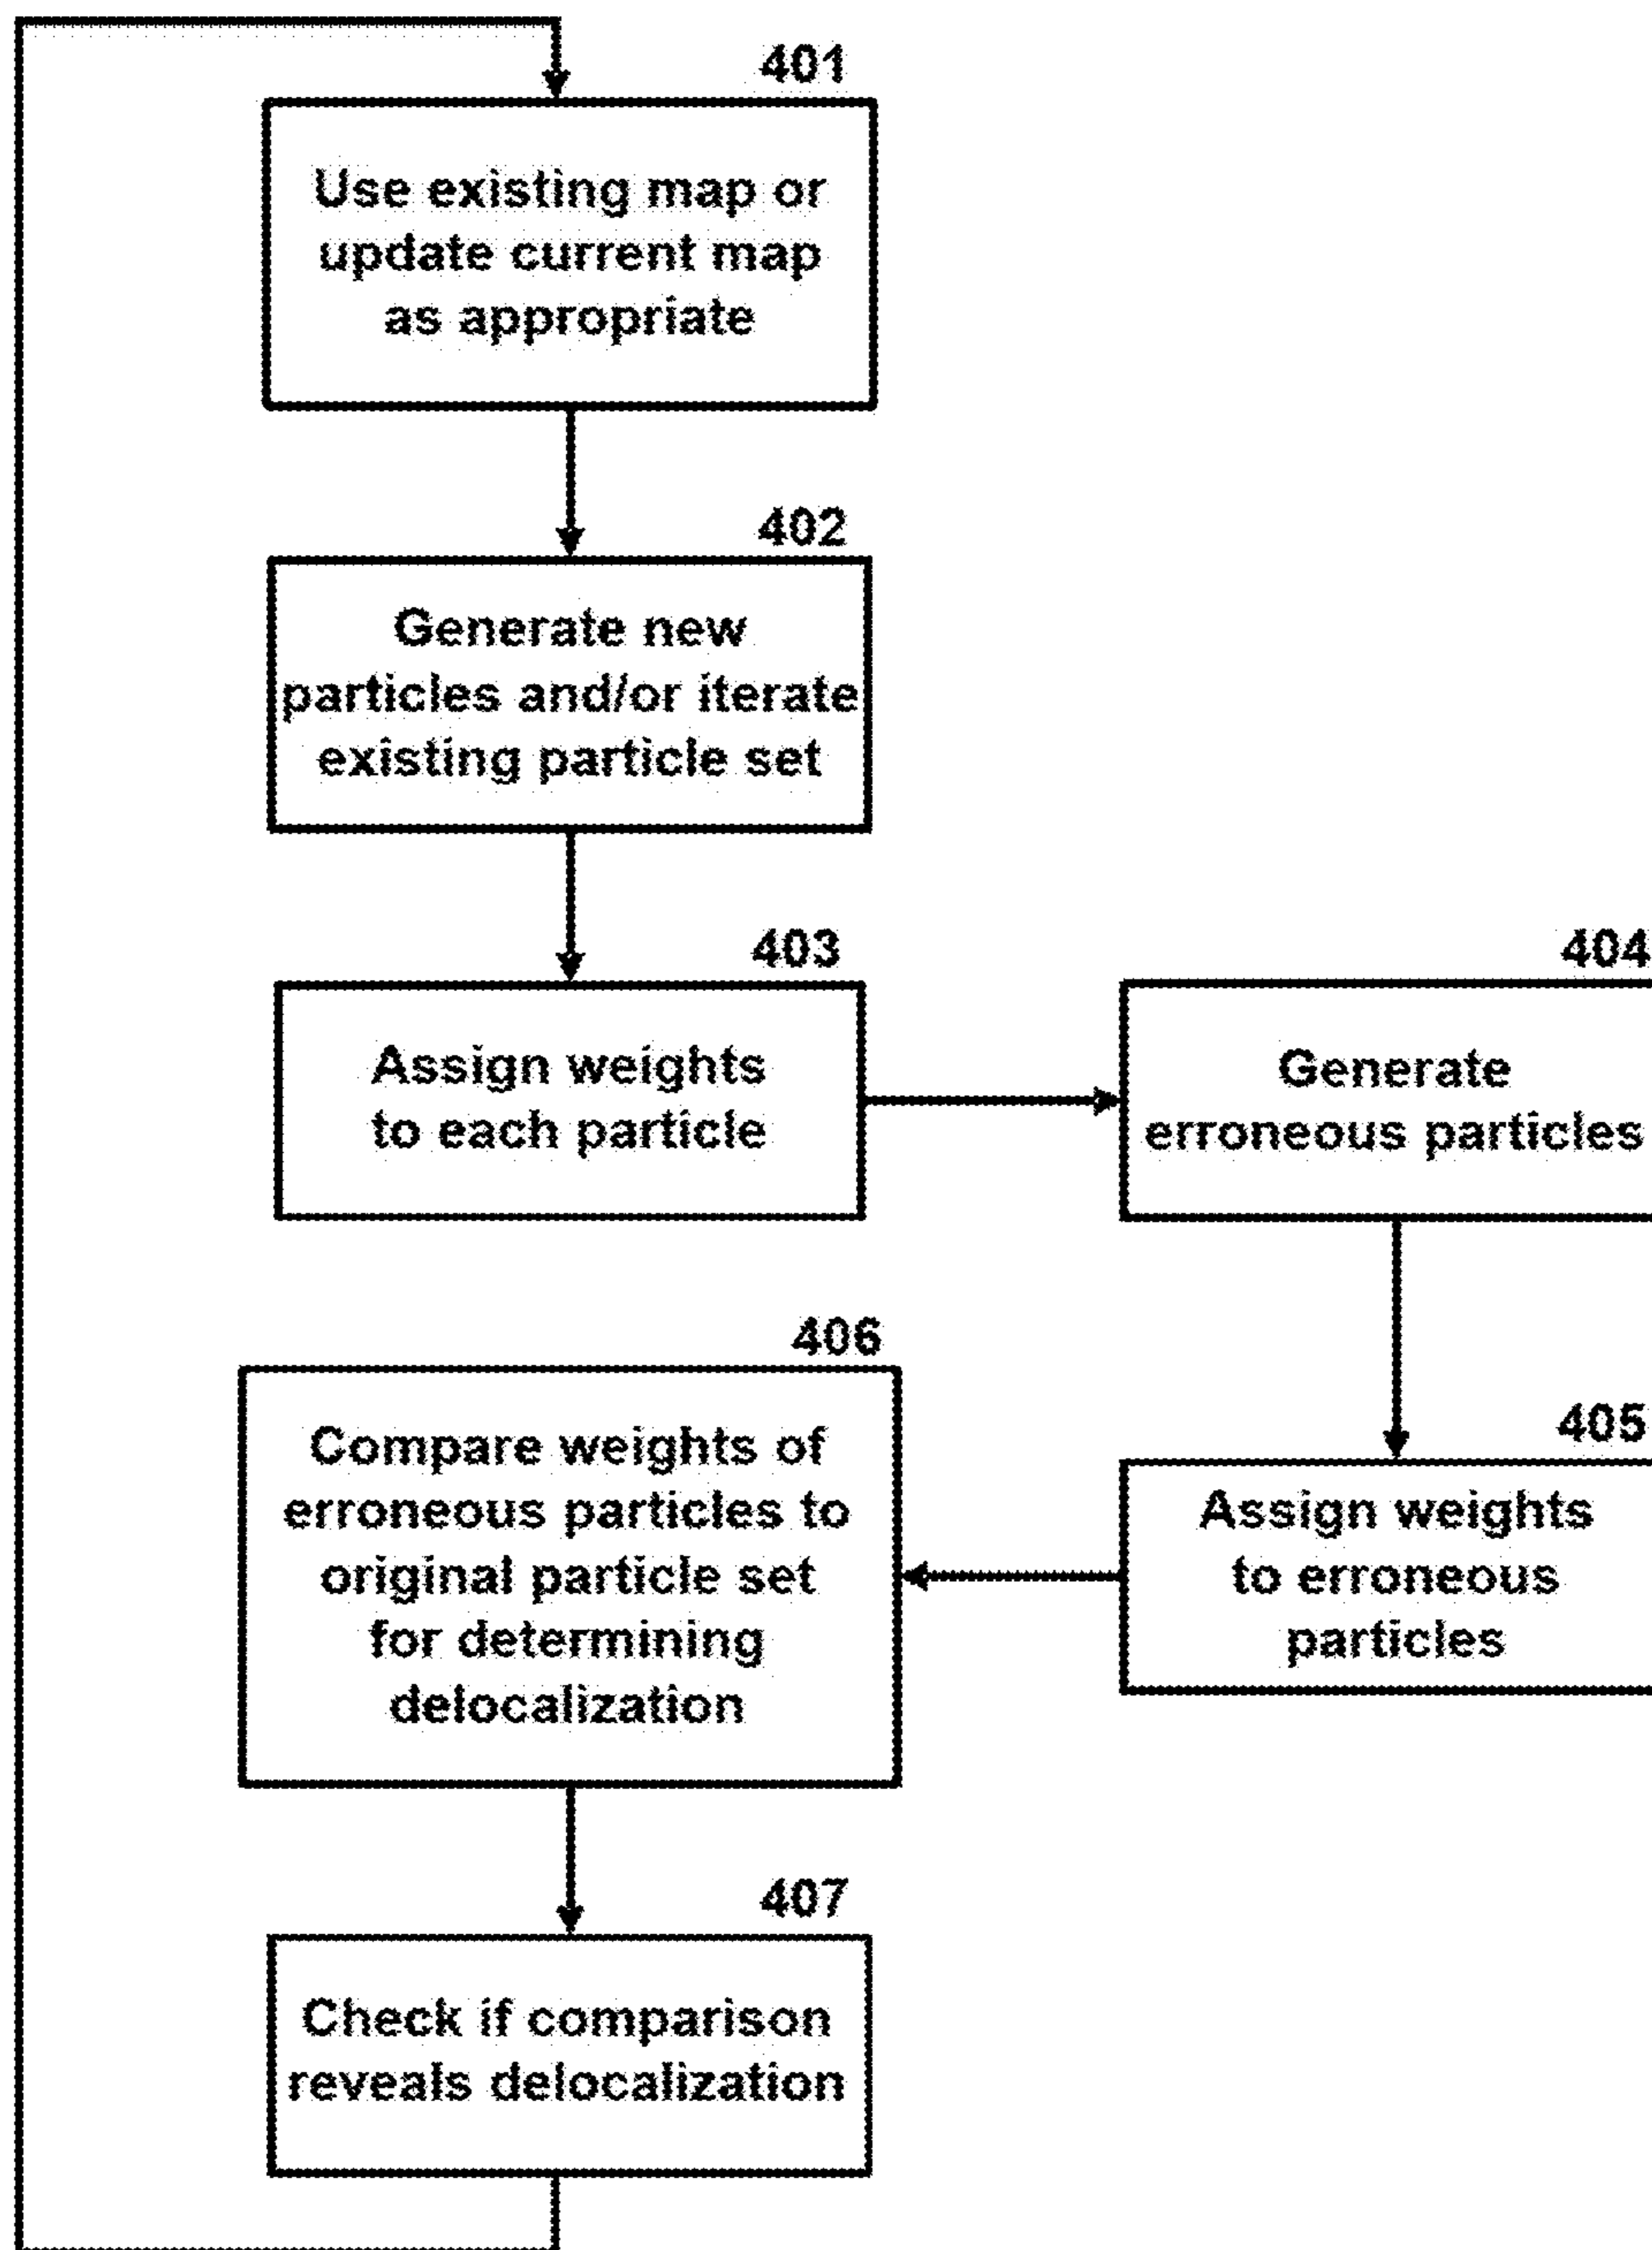 401
Use existing map or
update current map
as appropriate
402
Generate new
particles and/or iterate
existing particle set
403
Assign weights
to each particle
404
Generate
erroneous particles
405
Assign weights
to erroneous
particles
406
Compare weights of
erroneous particles to
original particle set
for determining
delocalization
407
Check if comparison
reveals delocalization